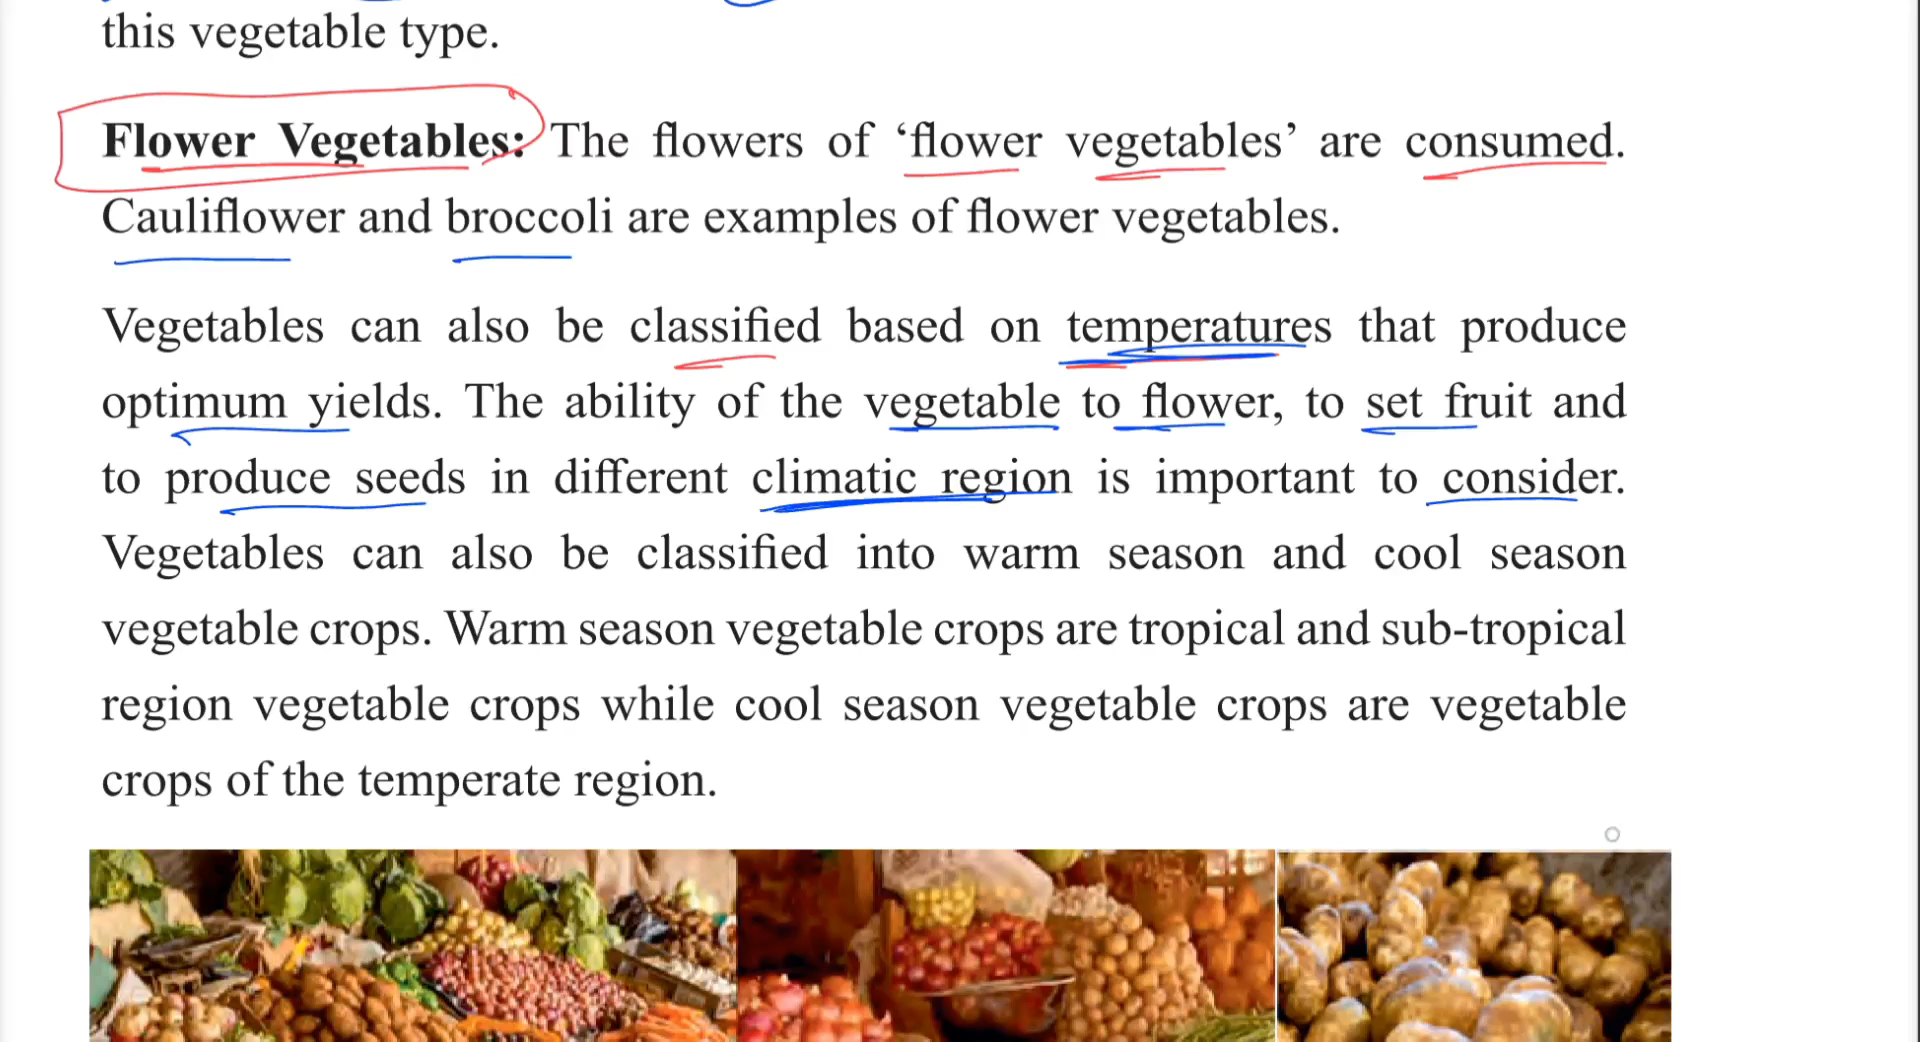 this vegetable type.
Flower Vegetables: The flowers of ‘flower vegetables’ are consumed.
Cauliflower and broccoli are examples of flower vegetables.
Vegetables can also be classified based on temperatures that produce
optimum yields. The ability of the vegetable to flower, to set fruit and
to produce seeds in different climatic region is important to consider.
Vegetables can also be classified into warm season and cool season
vegetable crops. Warm season vegetable crops are tropical and sub-tropical
region vegetable crops while cool season vegetable crops are vegetable
crops of the temperate region.